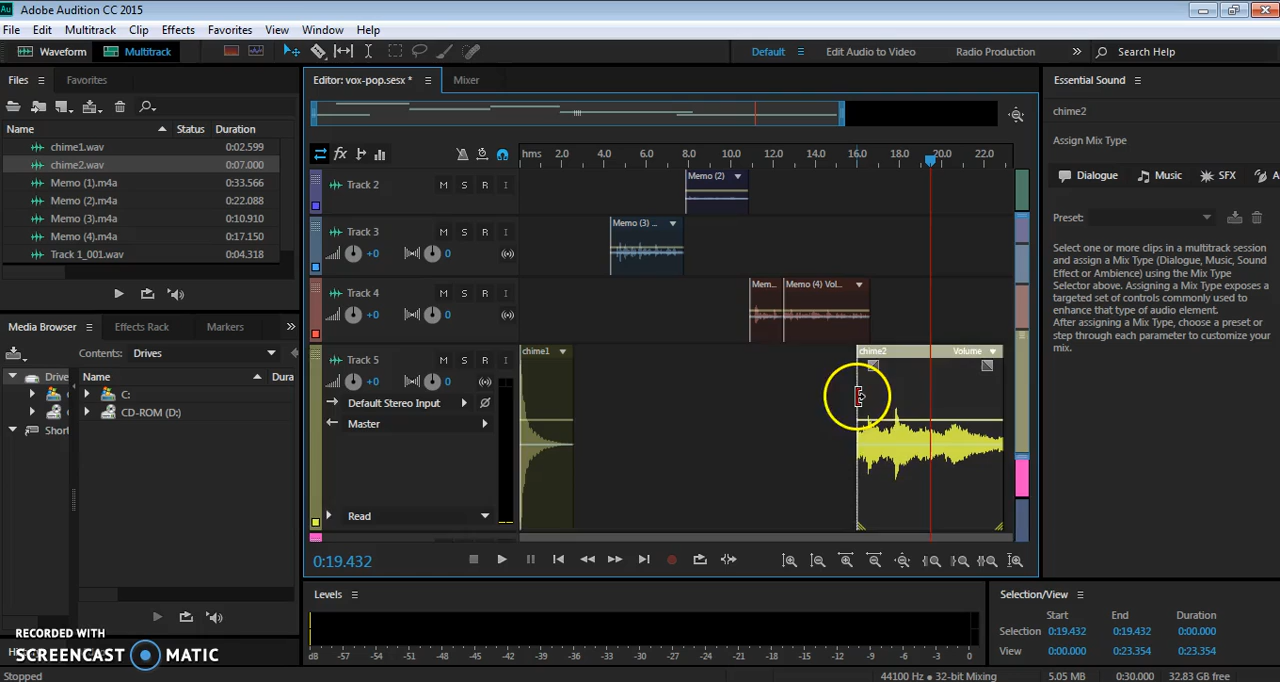 Au Adobe Audition CC 2015
File Edit Multitrack Clip Effects Favorites View Window Help
Waveform Multitrack Default Edit Audio to Video Radio Production Search Help
Files Favorites
Name Status Duration
chime1.wav 0:02.599
chime2.wav 0:07.000
Memo (1).m4a 0:33.566
Memo (2).m4a 0:22.088
Memo (3).m4a 0:10.910
Memo (4).m4a 0:17.150
Track 1_001.wav 0:04.318
Media Browser Effects Rack Markers
Contents: Drives
Drive Name Dura
C:
CD-ROM (D:)
Short
RECORDED WITH
SCREENCAST MATIC
Stopped
Editor: vox-pop.sesx * Mixer
fx hms 2.0 4.0 6.0 8.0 10.0 12.0 14.0 16.0 18.0 20.0 22.0
Track 2 M S R I Memo (2)
Track 3 M S R I Memo (3) ...
+0 0
Track 4 M S R I Mem... Memo (4) Vol...
+0 0
Track 5 M S R I chime1 chime2 Volume
+0 0
Default Stereo Input
Master
Read
0:19.432
Levels
dB -57 -54 -51 -48 -45 -42 -39 -36 -33 -30 -27 -24 -21 -18 -15 -12 -9 -6 -3 0
Essential Sound
chime2
Assign Mix Type
Dialogue Music SFX A
Preset:
Select one or more clips in a multitrack
session and assign a Mix Type (Dialogue, Music, Sound
Effect or Ambience) using the Mix Type
Selector above. Assigning a Mix Type exposes a
targeted set of controls commonly used to
enhance that type of audio element.
After assigning a Mix Type, choose a preset or
step through each parameter to customize your
mix.
Selection/View
Start End Duration
Selection 0:19.432 0:19.432 0:00.000
View 0:00.000 0:23.354 0:23.354
44100 Hz ● 32-bit Mixing 5.05 MB 0:30.000 32.83 GB free